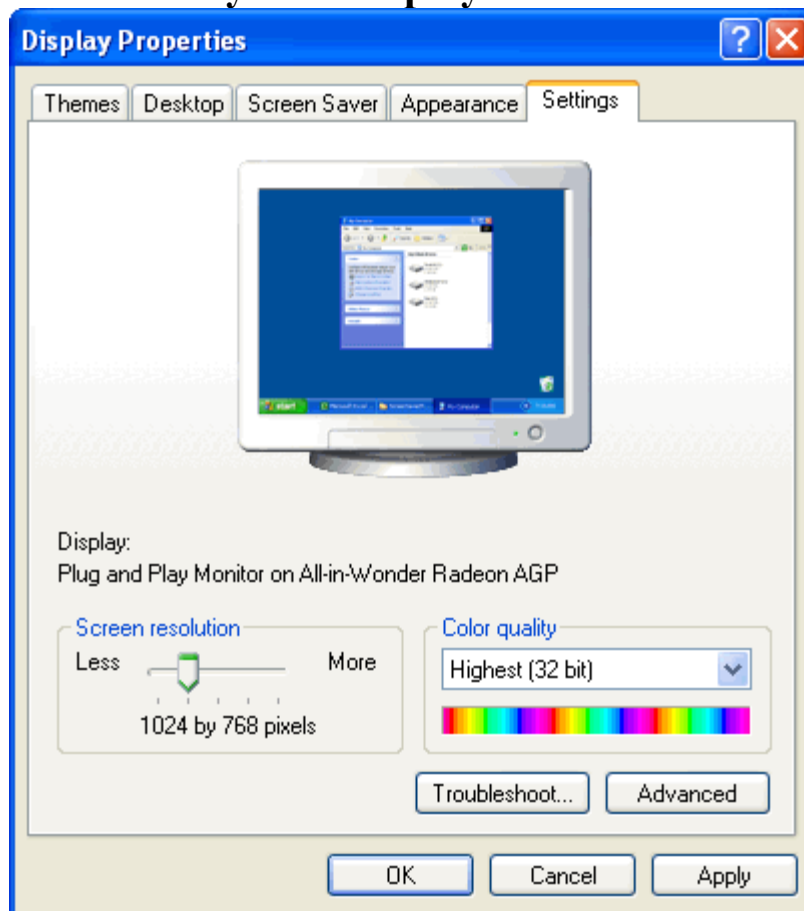 Display Properties
Themes Desktop Screen Saver Appearance Settings
start
Display:
Plug and Play Monitor on All-in-Wonder Radeon AGP
Screen resolution
Less More
1024 by 768 pixels
Color quality
Highest (32 bit)
Troubleshoot... Advanced
OK Cancel Apply